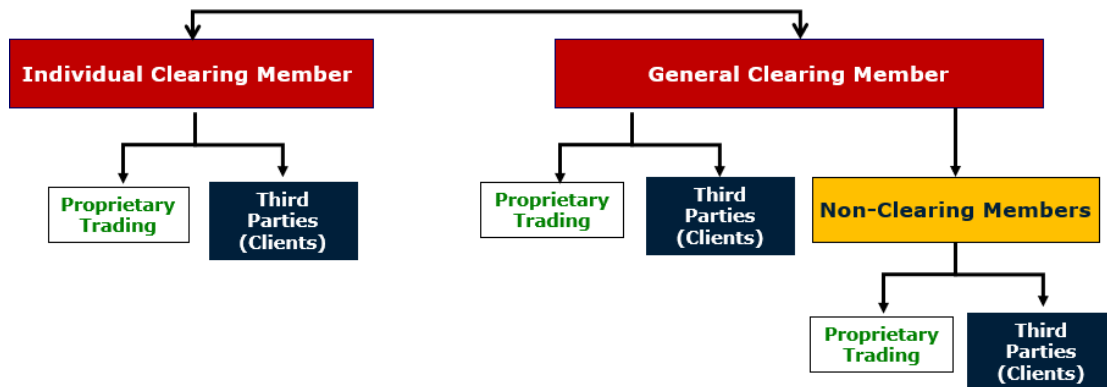 Individual Clearing Member
General Clearing Member
Proprietary
Trading
Third
Parties
(Clients)
Proprietary
Trading
Third
Parties
(Clients)
Non-Clearing Members
Proprietary
Trading
Third
Parties
(Clients)